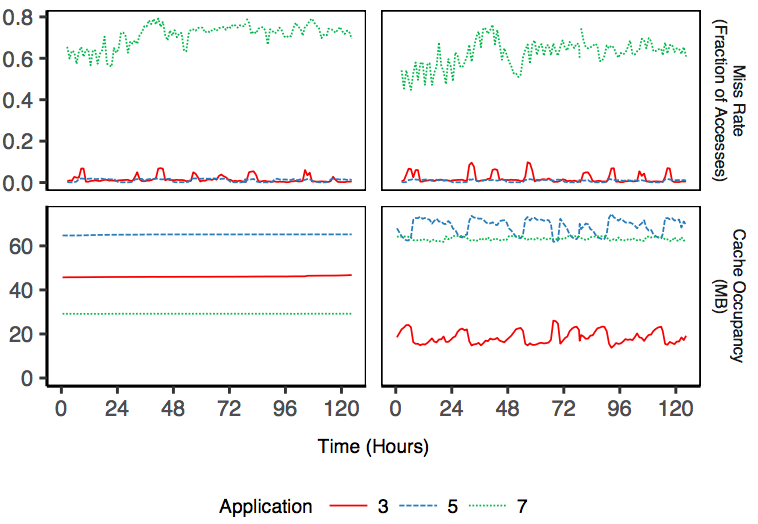 0.8
0.6
0.4
0.2
0.0
Miss Rate
(Fraction of Accesses)
60
40
20
0
Cache Occupancy
(MB)
0 24 48 72 96 120 0 24 48 72 96 120
Time (Hours)
Application 3 5 7